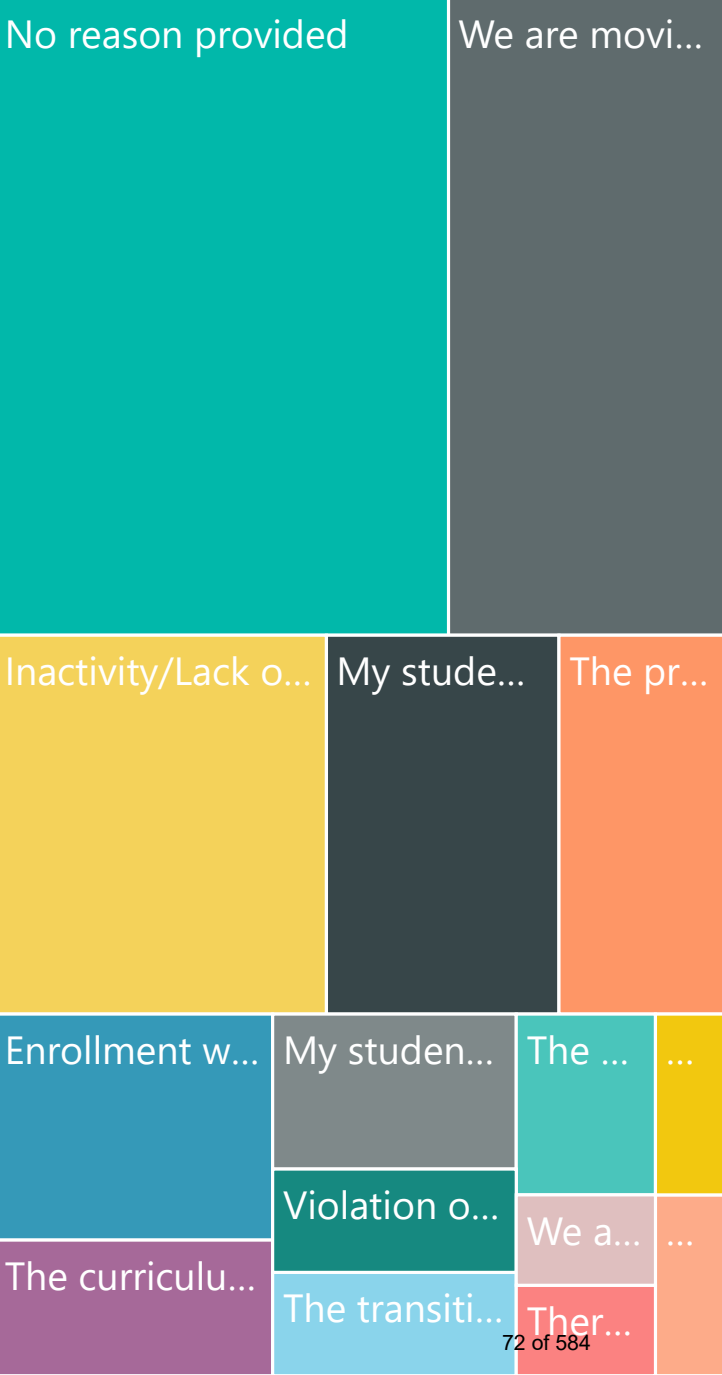 No reason provided
We are movi...
Inactivity/Lack o...
My stude...
The pr...
Enrollment w...
My studen...
The ...
...
Violation o...
We a...
...
The curriculu...
The transiti...
Ther...
72 of 584